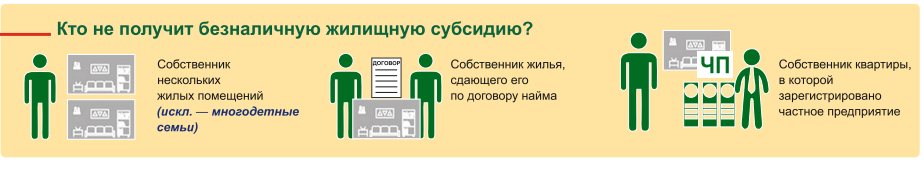 Кто не получит безналичную жилищную субсидию?
Собственник
нескольких
жилых помещений
(искл. — многодетные
семьи)
ДОГОВОР
Собственник жилья,
сдающего его
по договору найма
ЧП
Собственник квартиры,
в которой
зарегистрировано
частное предприятие